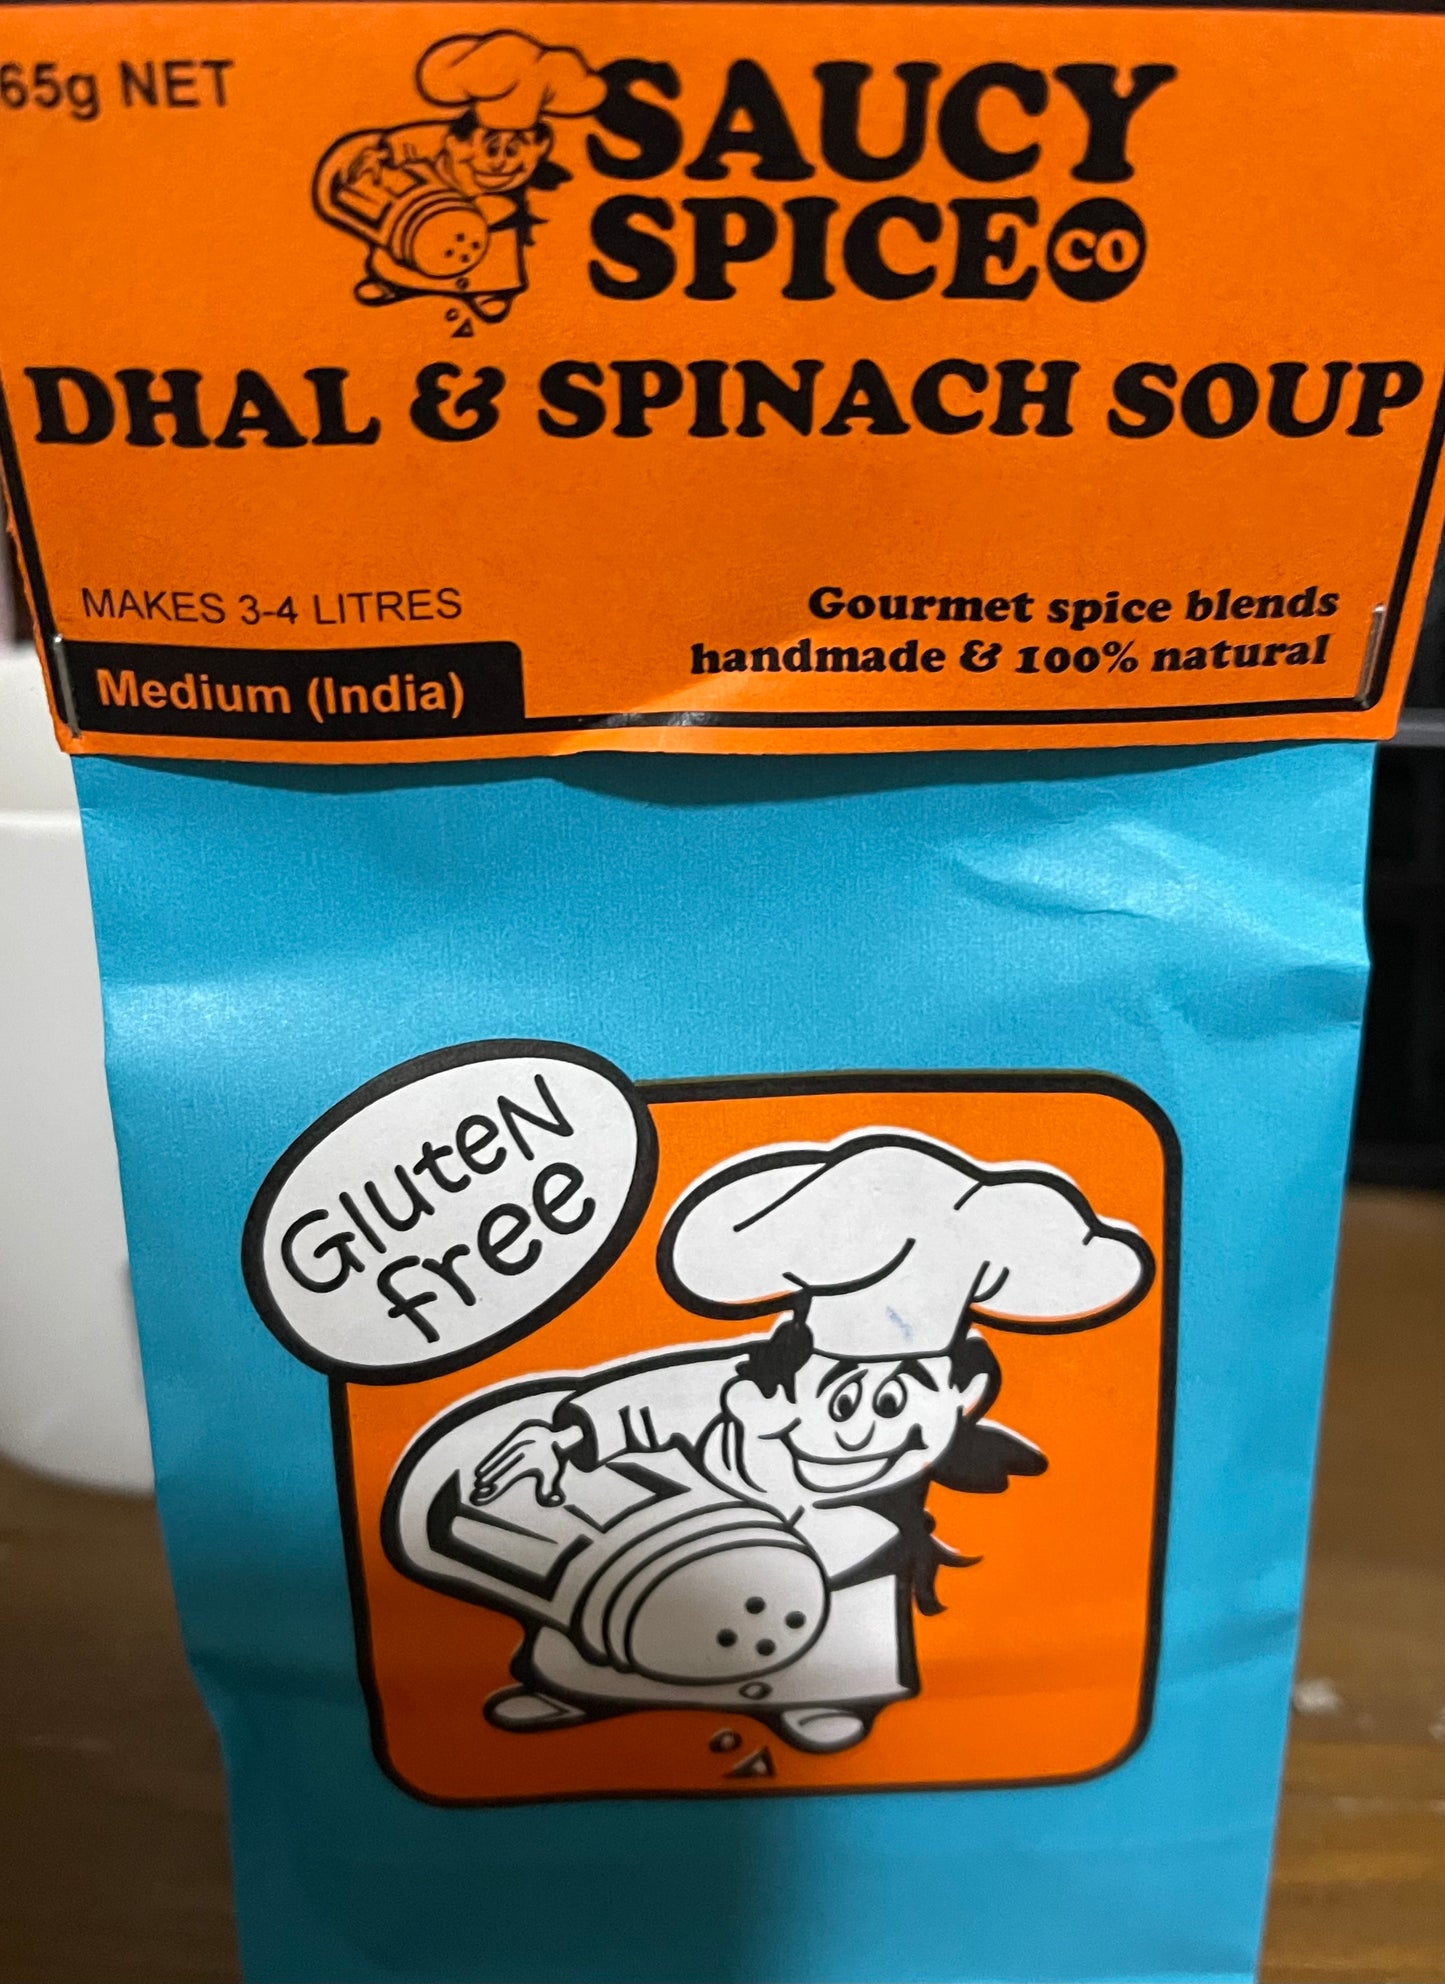 65g NET
SAUCY
SPICE CO
DHAL & SPINACH SOUP
MAKES 3-4 LITRES
Medium (India)
Gourmet spice blends
handmade & 100% natural
GluteN
free